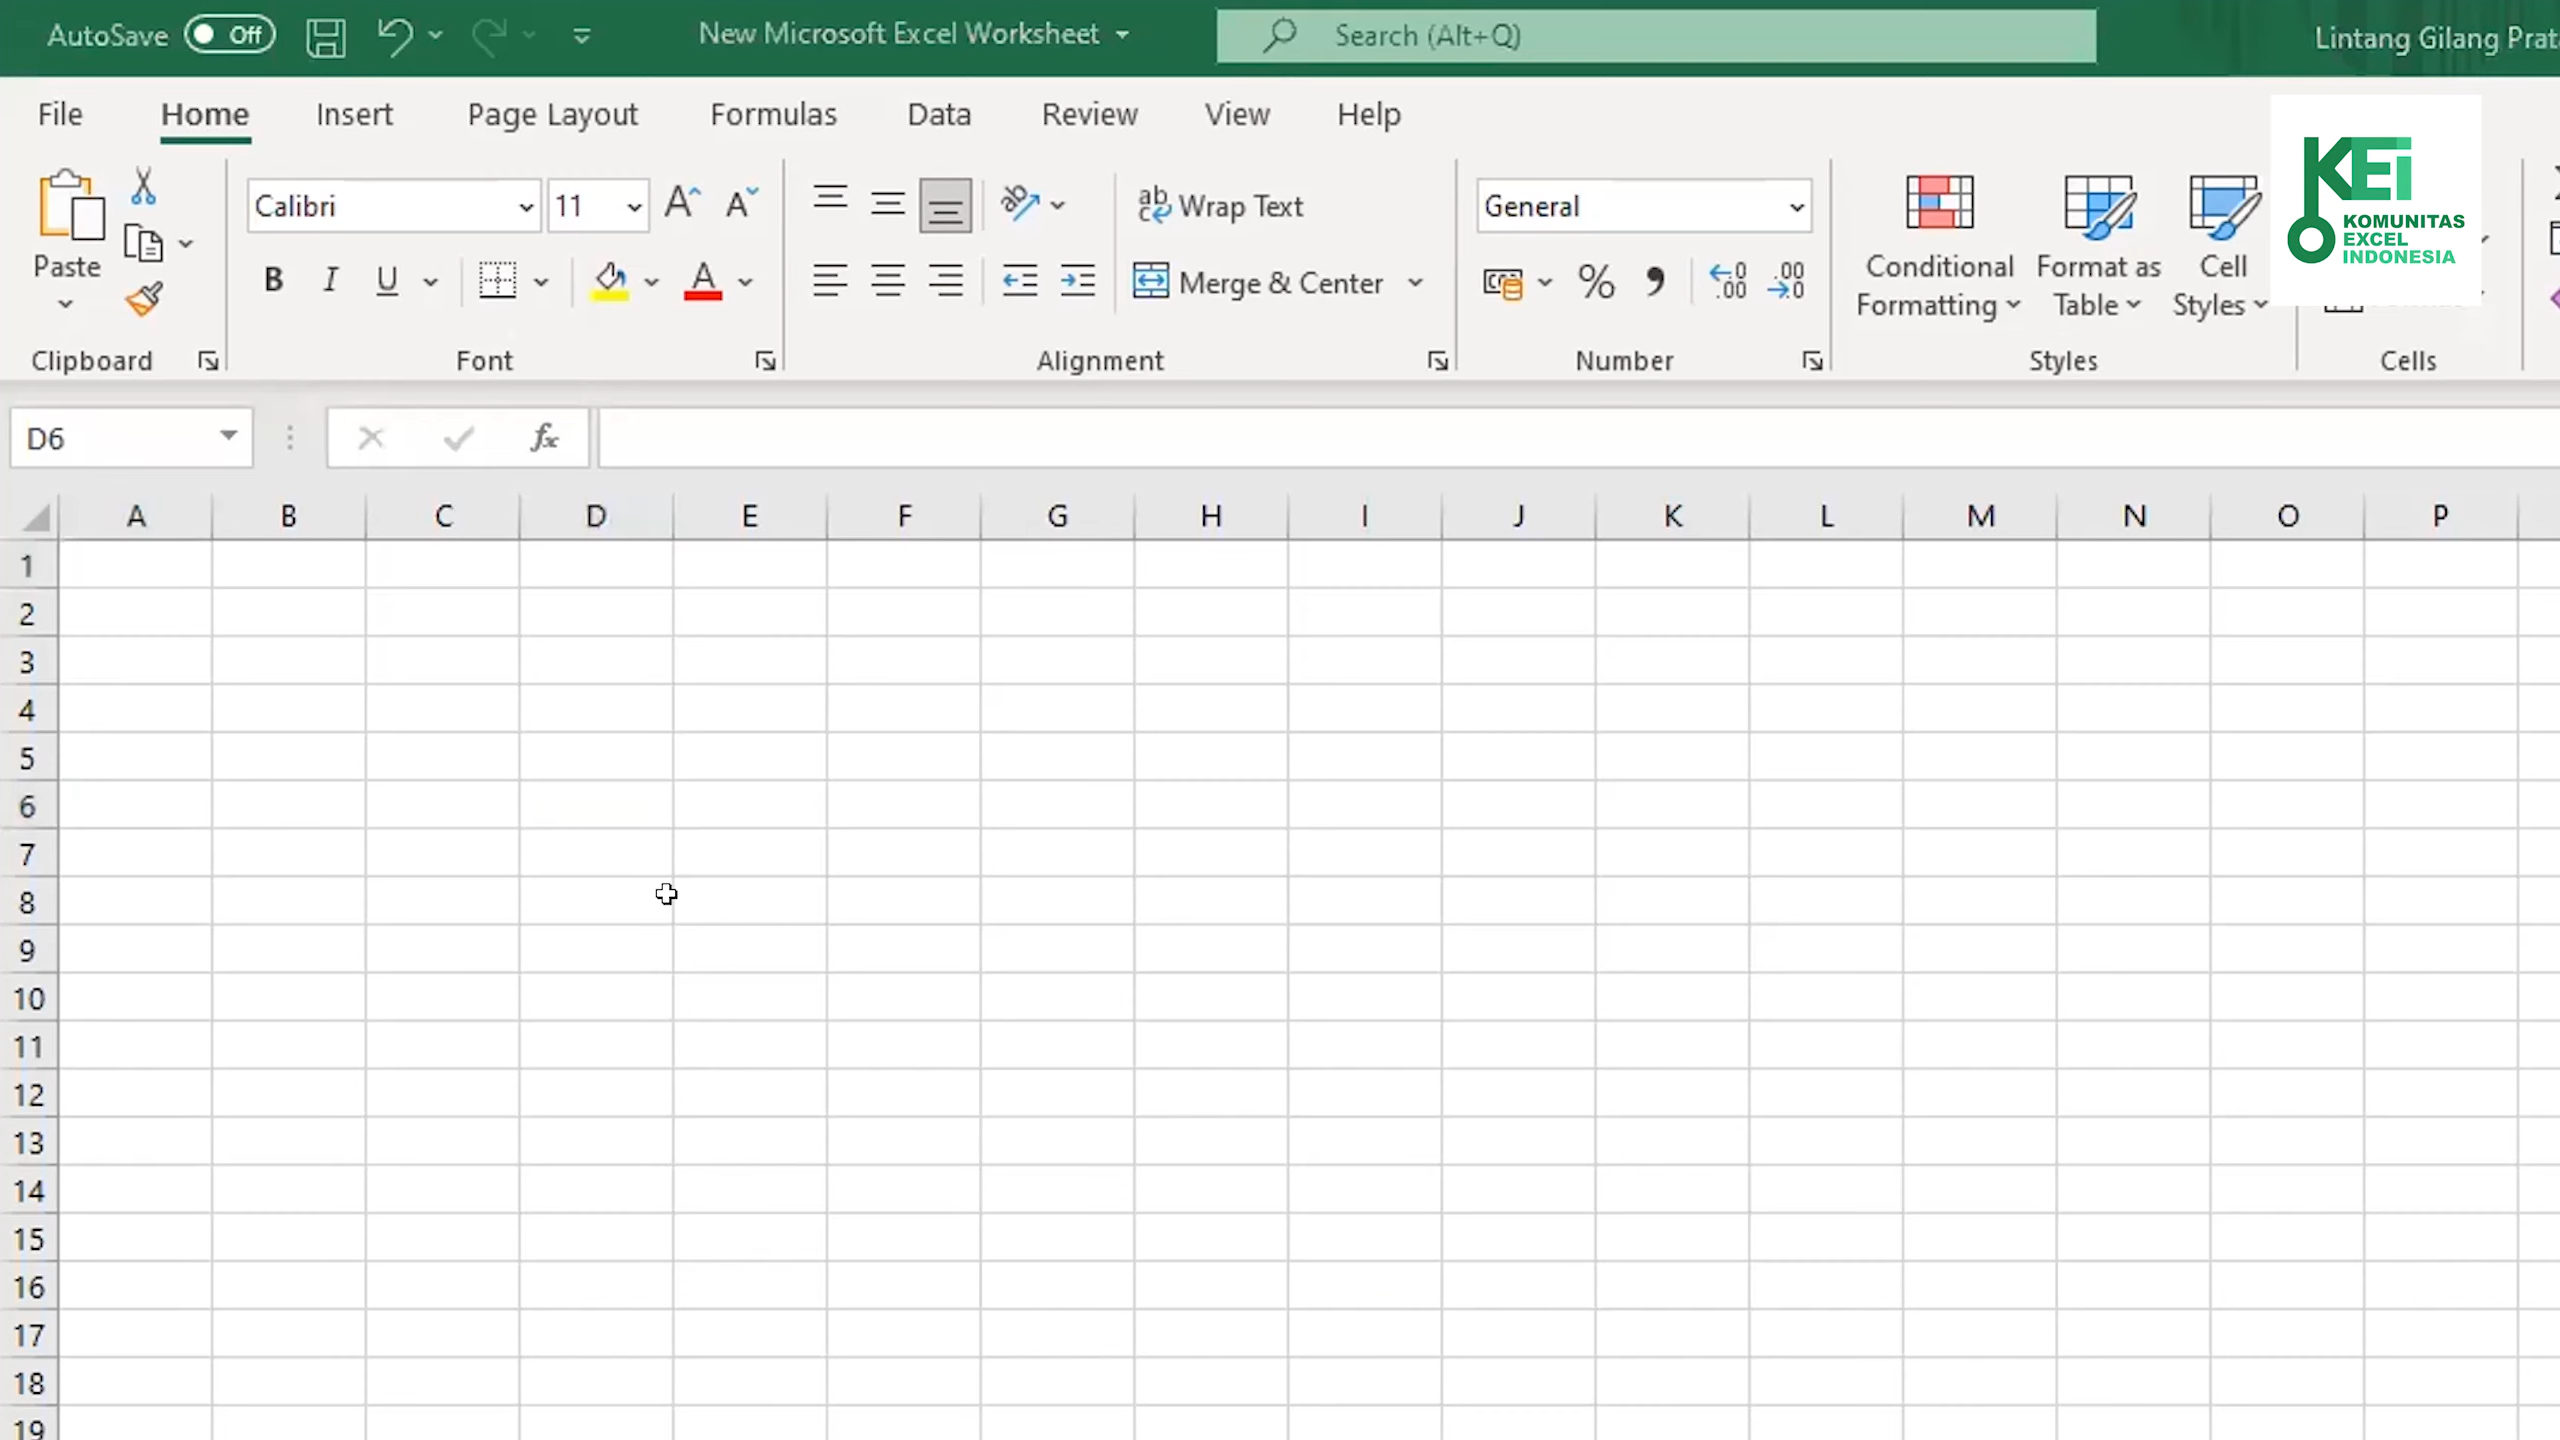 AutoSave Off New Microsoft Excel Worksheet Search (Alt+Q) Lintang Gilang
File Home Insert Page Layout Formulas Data Review View Help
KEi
KOMUNITAS
EXCEL
INDONESIA
Paste
Calibri 11
B I U
Wrap Text
Merge & Center
General
% 
Conditional
Formatting
Format as
Table
Cell
Styles
Clipboard Font Alignment Number Styles Cells
D6 fx
A B C D E F G H I J K L M N O P
1
2
3
4
5
6
7
8
9
10
11
12
13
14
15
16
17
18
19